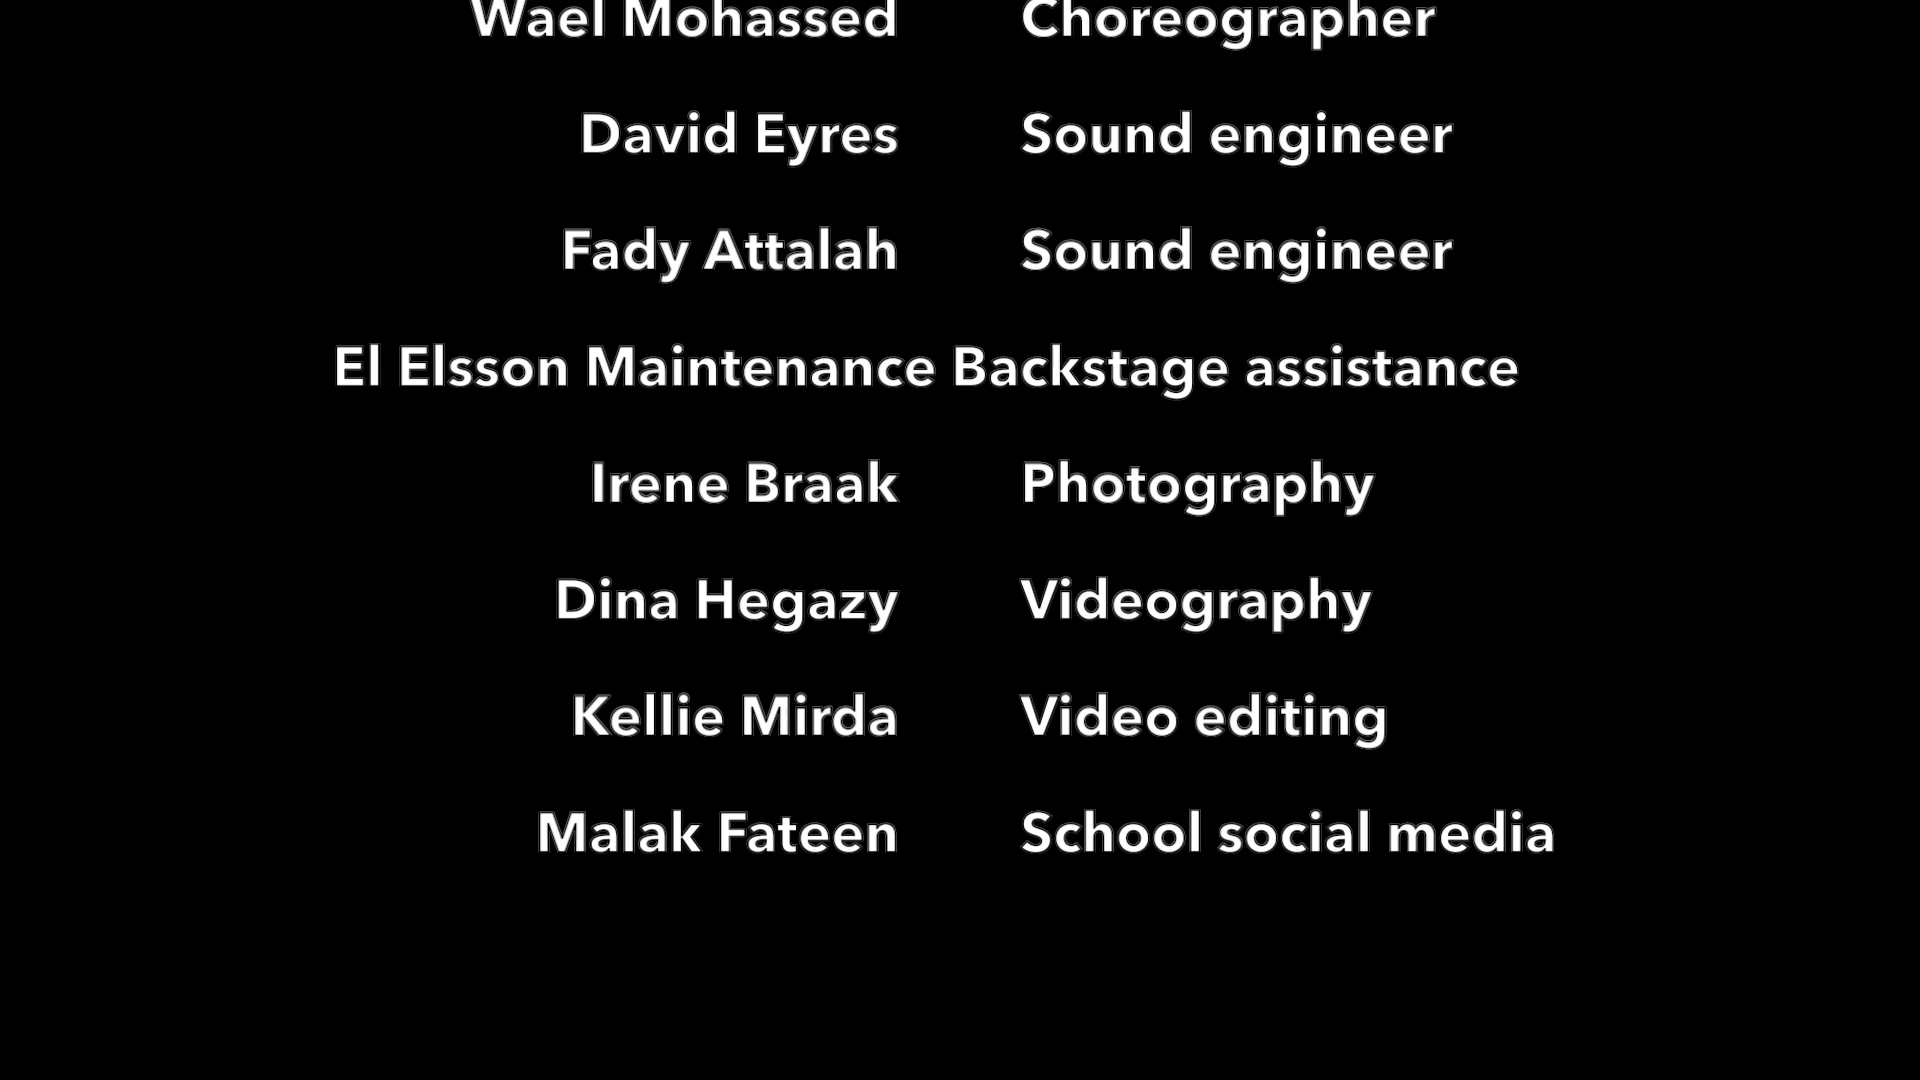 Wael Mohassed Choreographer
David Eyres Sound engineer
Fady Attalah Sound engineer
El Elsson Maintenance Backstage assistance
Irene Braak Photography
Dina Hegazy Videography
Kellie Mirda Video editing
Malak Fateen School social media